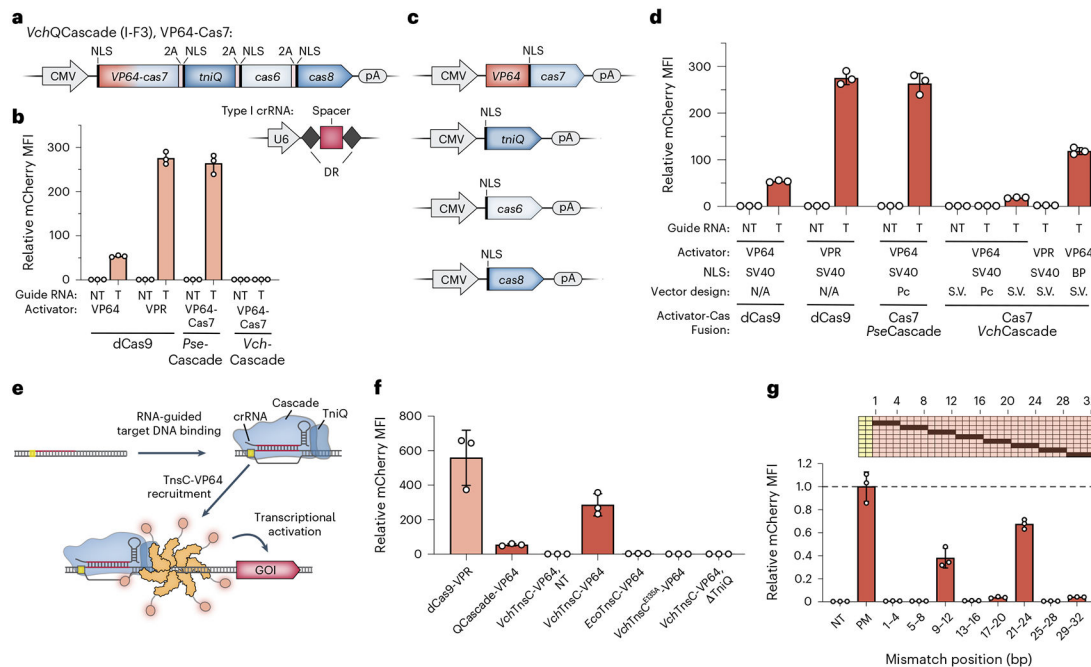 a
VchQCascade (I-F3), VP64-Cas7:
NLS 2A NLS 2A NLS 2A NLS
CMV VP64-cas7 tniQ cas6 cas8 pA
b
Type I crRNA: Spacer
U6
DR
Relative mCherry MFI
300
200
100
0
Guide RNA: NT T NT T NT T NT T
Activator: VP64 VPR VP64-Cas7 VP64-Cas7
dCas9 Pse-Cascade Vch-Cascade
c
NLS
CMV VP64 cas7 pA
NLS
CMV tniQ pA
NLS
CMV cas6 pA
NLS
CMV cas8 pA
d
Relative mCherry MFI
300
200
100
0
Guide RNA: NT T NT T NT T NT T T T T
Activator: VP64 VPR VP64 VP64 VPR VP64
NLS: SV40 SV40 SV40 SV40 SV40 BP
Vector design: N/A N/A Pc S.V. Pc S.V. S.V. S.V.
Activator-Cas Fusion: dCas9 dCas9 Cas7 PseCascade Cas7 VchCascade
e
RNA-guided
target DNA binding
crRNA
Cascade
TniQ
TnsC-VP64
recruitment
Transcriptional
activation
GOI
f
Relative mCherry MFI
800
600
400
200
0
dCas9-VPR
QCascade-VP64
VchTnsC-VP64, NT
VchTnsC-VP64
EcoTnsC-VP64
VchTnsC^E135A-VP64
VchTnsC-VP64, ΔTniQ
g
1 4 8 12 16 20 24 28 3
Relative mCherry MFI
1.2
1.0
0.8
0.6
0.4
0.2
0
NT PM 1–4 5–8 9–12 13–16 17–20 21–24 25–28 29–32
Mismatch position (bp)